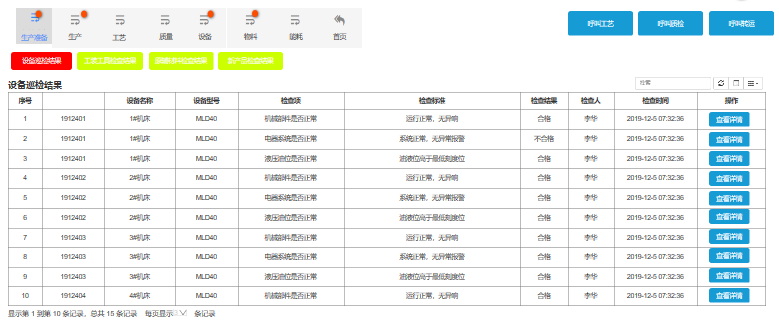 生产准备 生产 工艺 质量 设备 物料 能耗 首页 呼叫工艺 呼叫质检 呼叫转运
设备巡检结果
设备巡检结果 检索
序号 设备名称 设备型号 检查项 检查标准 检查结果 检查人 检查时间 操作
1 1912401 1#机床 MLD40 机械部件是否正常 运行正常，无异响 合格 李华 2019-12-5 07:32:36 查看详情
2 1912401 1#机床 MLD40 电器系统是否正常 系统正常，无异常报警 不合格 李华 2019-12-5 07:32:36 查看详情
3 1912401 1#机床 MLD40 液压油位是否正常 油液位高于最低刻度位 合格 李华 2019-12-5 07:32:36 查看详情
4 1912402 2#机床 MLD40 机械部件是否正常 运行正常，无异响 合格 李华 2019-12-5 07:32:36 查看详情
5 1912402 2#机床 MLD40 电器系统是否正常 系统正常，无异常报警 合格 李华 2019-12-5 07:32:36 查看详情
6 1912402 2#机床 MLD40 液压油位是否正常 油液位高于最低刻度位 合格 李华 2019-12-5 07:32:36 查看详情
7 1912403 3#机床 MLD40 机械部件是否正常 运行正常，无异响 合格 李华 2019-12-5 07:32:36 查看详情
8 1912403 3#机床 MLD40 电器系统是否正常 系统正常，无异常报警 合格 李华 2019-12-5 07:32:36 查看详情
9 1912403 3#机床 MLD40 液压油位是否正常 油液位高于最低刻度位 合格 李华 2019-12-5 07:32:36 查看详情
10 1912404 4#机床 MLD40 机械部件是否正常 运行正常，无异响 合格 李华 2019-12-5 07:32:36 查看详情
显示第 1 到第 10 条记录，总共 15 条记录 每页显示 条记录